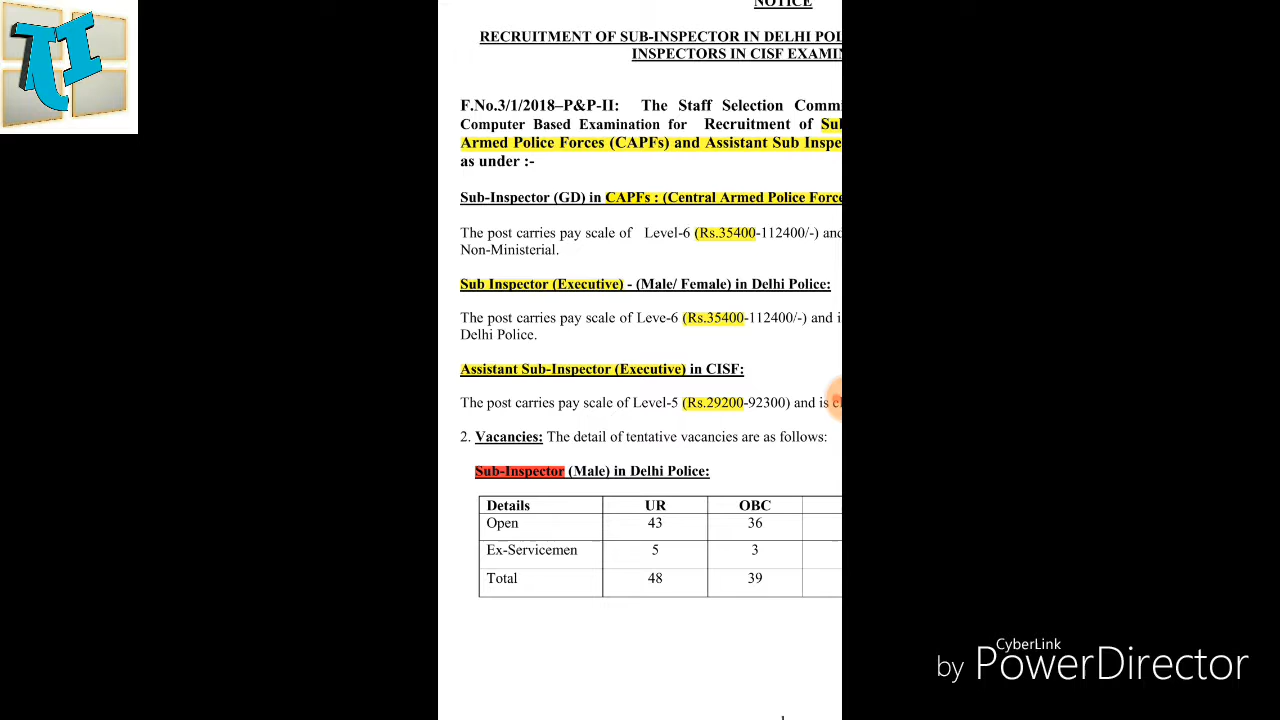 NOTICE
RECRUITMENT OF SUB-INSPECTOR IN DELHI
INSPECTORS IN CISF
F.No.3/1/2018–P&P-II: The Staff Selection
Computer Based Examination for Recruitment of
Armed Police Forces (CAPFs) and Assistant Sub
as under :-
Sub-Inspector (GD) in CAPFs : (Central Armed Police
The post carries pay scale of Level-6 (Rs.35400-112400/-) and
Non-Ministerial.
Sub Inspector (Executive) - (Male/ Female) in Delhi Police:
The post carries pay scale of Leve-6 (Rs.35400-112400/-) and
Delhi Police.
Assistant Sub-Inspector (Executive) in CISF:
The post carries pay scale of Level-5 (Rs.29200-92300) and is
2. Vacancies: The detail of tentative vacancies are as follows:
Sub-Inspector (Male) in Delhi Police:
Details UR OBC
Open 43 36
Ex-Servicemen 5 3
Total 48 39
CyberLink
by PowerDirector